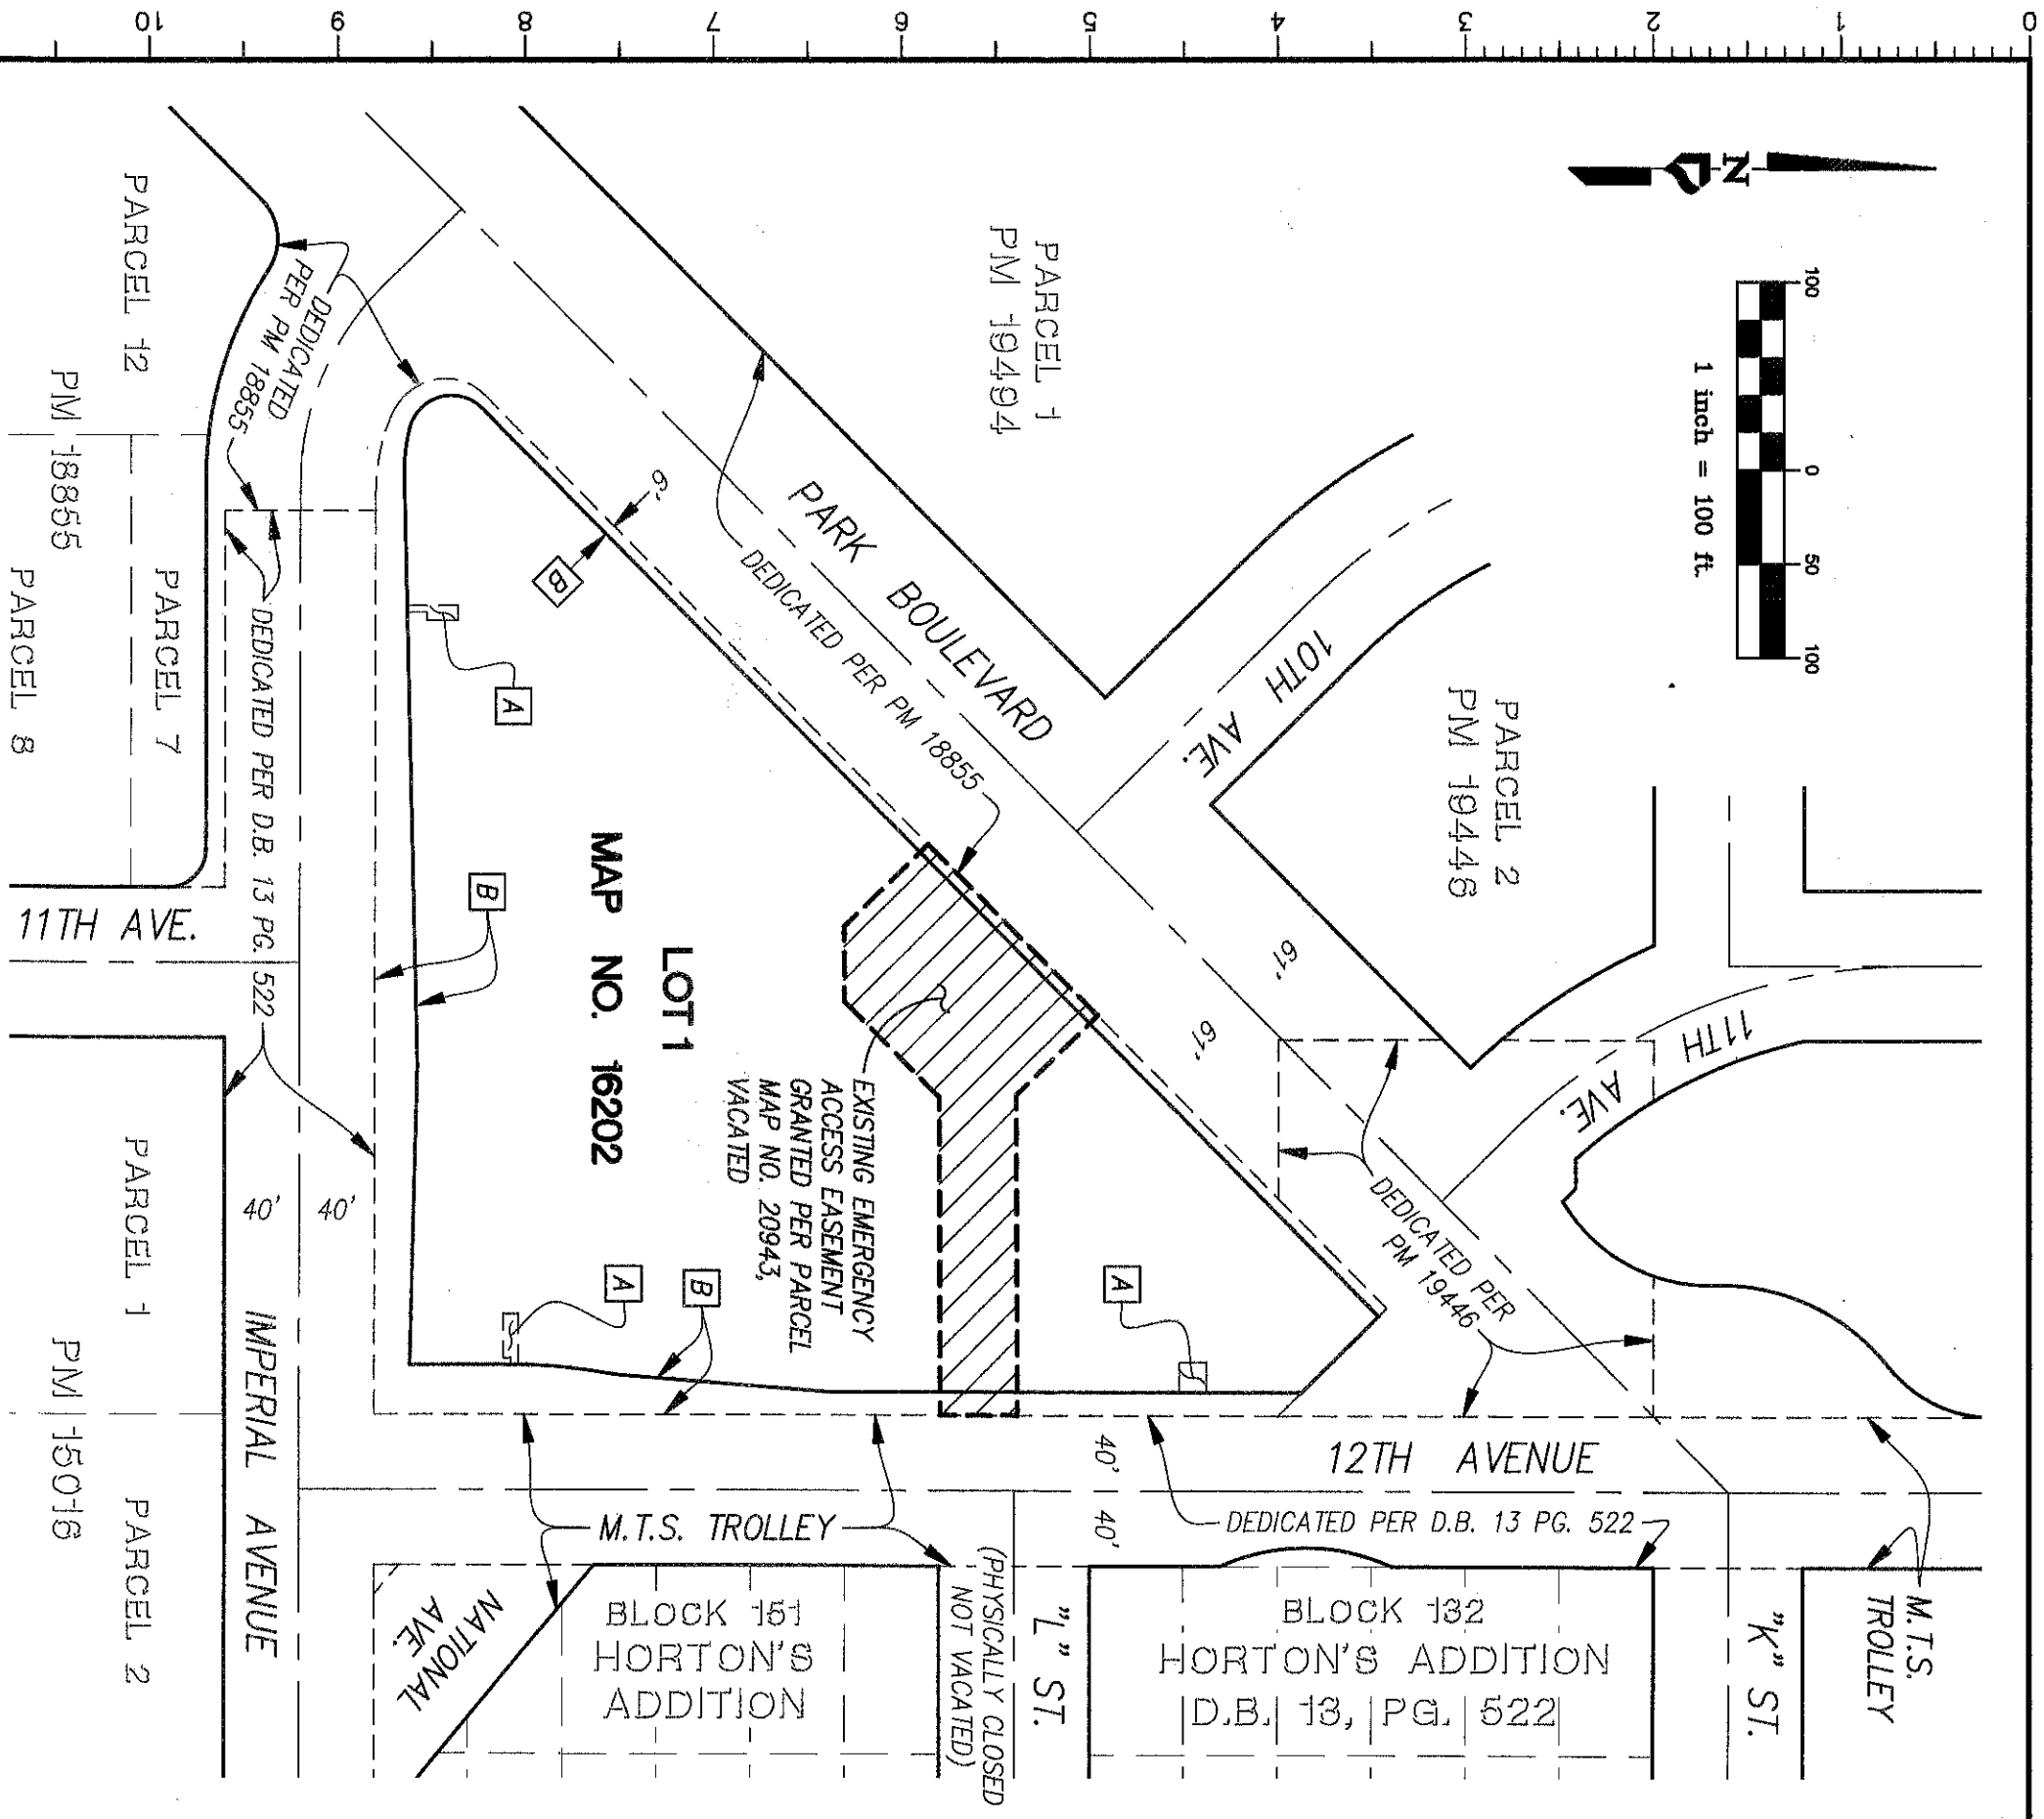 0
1
2
3
4
5
6
7
8
9
10
N
100
0
50
100
1 inch = 100 ft.
PARCEL 1
PM 19494
PARCEL 2
PM 19446
10TH
AVE.
11TH
AVE.
PARK BOULEVARD
DEDICATED PER PM 18855
61'
61'
6'
B
DEDICATED PER
PM 19446
M.T.S.
TROLLEY
"K" ST.
12TH AVENUE
40'
40'
DEDICATED PER D.B. 13 PG. 522
BLOCK 132
HORTON'S ADDITION
D.B. 13, PG. 522
"L" ST.
(PHYSICALLY CLOSED
NOT VACATED)
M.T.S. TROLLEY
BLOCK 151
HORTON'S
ADDITION
NATIONAL
AVE.
A
EXISTING EMERGENCY
ACCESS EASEMENT
GRANTED PER PARCEL
MAP NO. 20943,
VACATED
LOT 1
MAP NO. 16202
A
B
A
B
DEDICATED
PER PM 18855
DEDICATED PER D.B. 13 PG. 522
40'
40'
IMPERIAL AVENUE
11TH AVE.
PARCEL 12
PM 18855
PARCEL 7
PARCEL 8
PARCEL 1
PM 15016
PARCEL 2